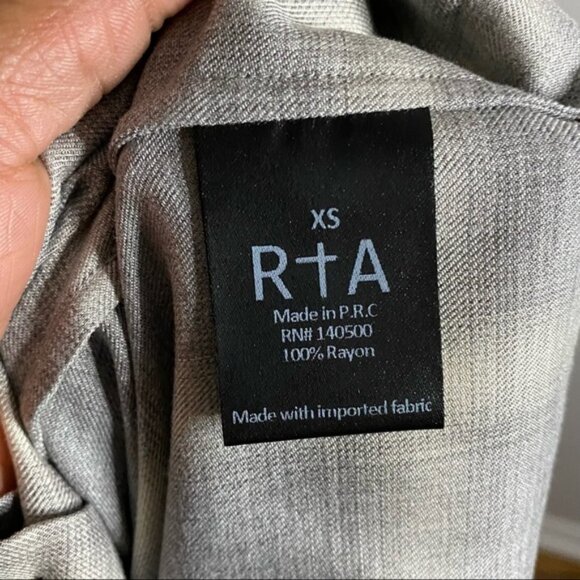 XS
R†A
Made in P.R.C
RN# 140500
100% Rayon
Made with imported fabric